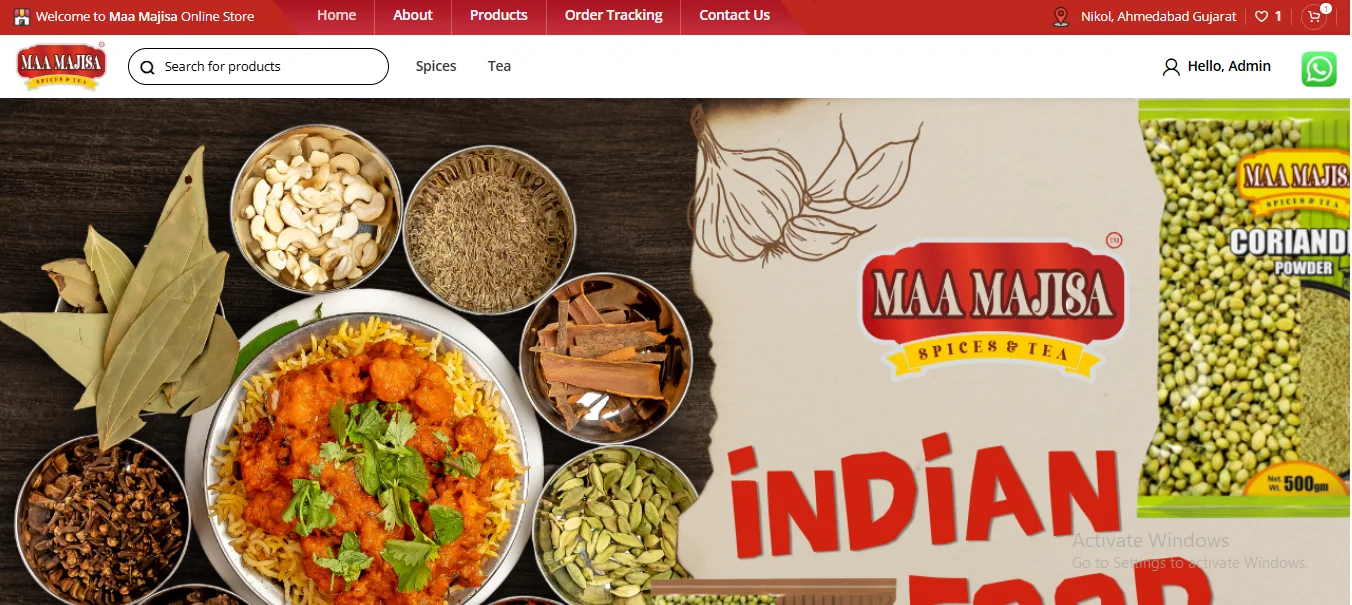 Welcome to Maa Majisa Online Store
Home
About
Products
Order Tracking
Contact Us
Nikol, Ahmedabad Gujarat
1
1
MAA MAJISA
SPICES & TEA
Search for products
Spices
Tea
Hello, Admin
MAA MAJISA
SPICES & TEA
TM
INDIAN
FOOD
MAA MAJIS
SPICES & TEA
CORIAND
POWDER
Net.
Wt. 500gm
Activate Windows
Go to Settings to activate Windows.